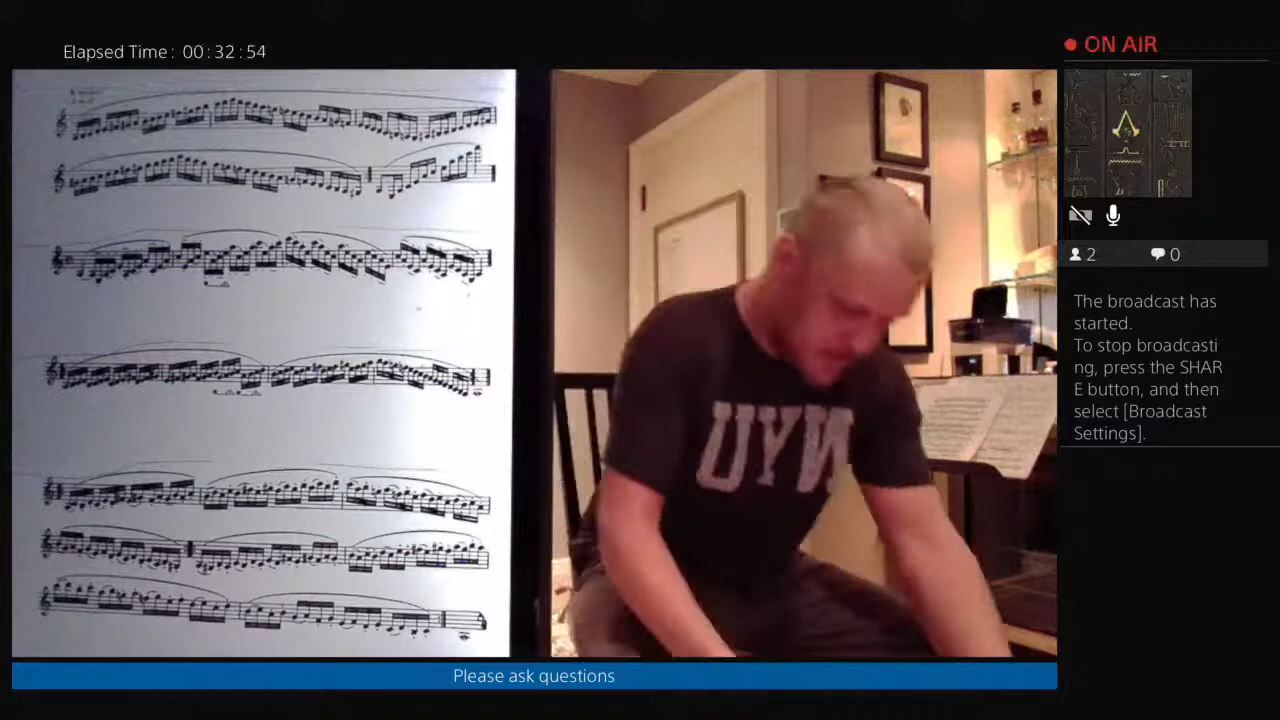 Elapsed Time: 00:32:54
ON AIR
2
0
The broadcast has
started.
To stop broadcasti
ng, press the SHAR
E button, and then
select [Broadcast
Settings].
UYW
Please ask questions